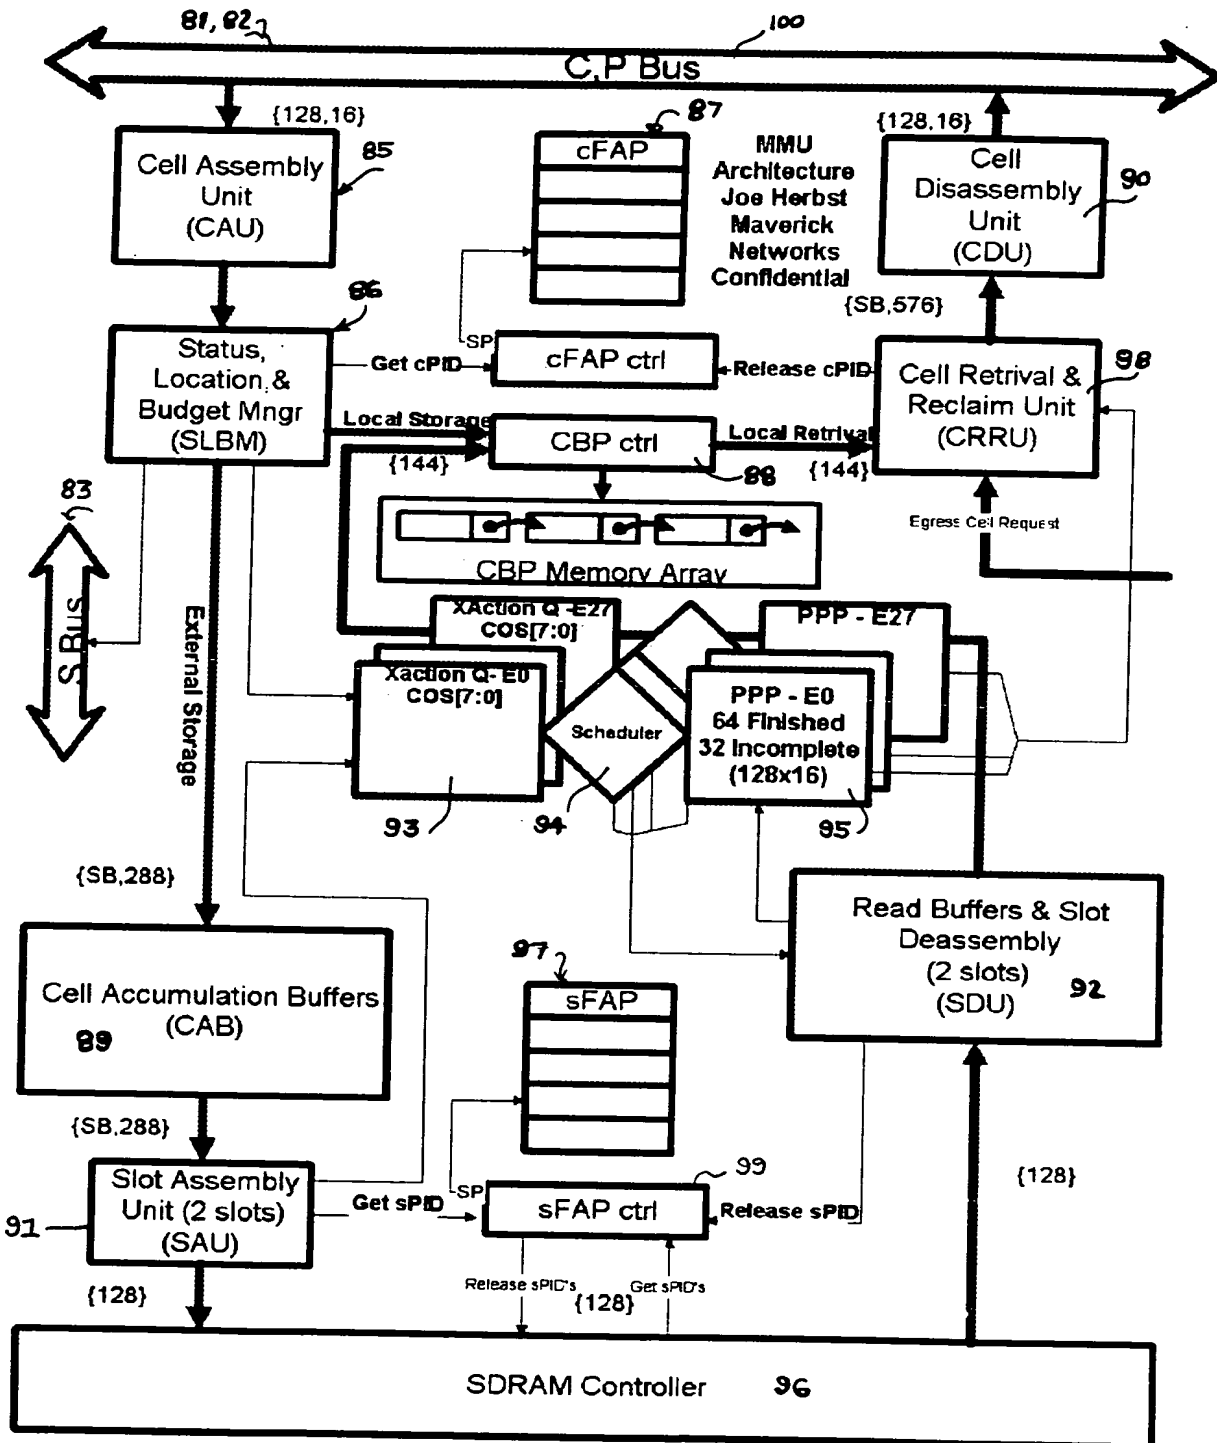 81, 82
100
C,P Bus
{128,16}
87
{128,16}
Cell Assembly
Unit
(CAU)
85
cFAP
MMU
Architecture
Joe Herbst
Maverick
Networks
Confidential
Cell
Disassembly
Unit
(CDU)
90
86
{SB,576}
Status,
Location, &
Budget Mngr
(SLBM)
Get cPID
SP
cFAP ctrl
Release cPID
Cell Retrival &
Reclaim Unit
(CRRU)
98
Local Storage
{144}
CBP ctrl
88
Local Retrival
{144}
83
S Bus
CBP Memory Array
Egress Cell Request
External Storage
XAction Q -E27
COS[7:0]
PPP - E27
Xaction Q- E0
COS[7:0]
Scheduler
PPP - E0
64 Finished
32 Incomplete
(128x16)
93
94
95
{SB,288}
Cell Accumulation Buffers
(CAB)
89
Read Buffers & Slot
Deassembly
(2 slots)
(SDU)
92
97
sFAP
{SB,288}
Slot Assembly
Unit (2 slots)
(SAU)
91
Get sPID
SP
99
sFAP ctrl
Release sPID
{128}
{128}
Release sPID's
{128}
Get sPID's
SDRAM Controller
96